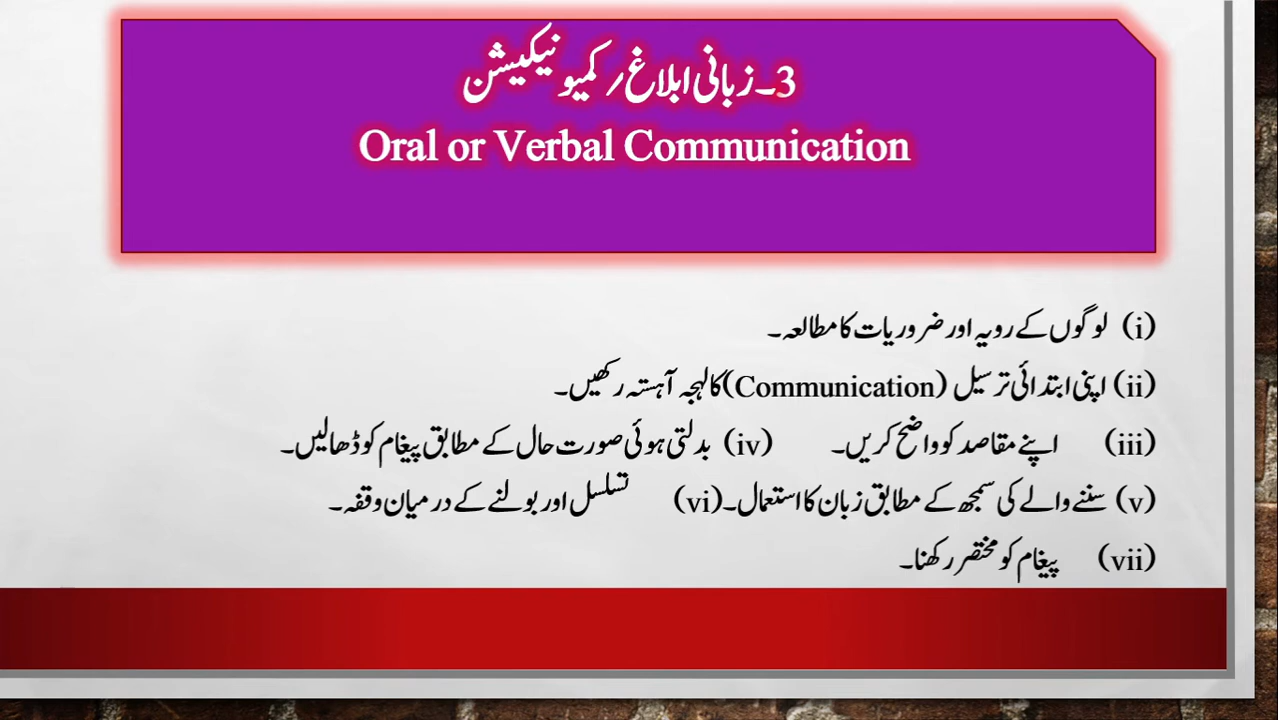 3۔زبانی ابلاغ/کمیونیکیشن
Oral or Verbal Communication
(i) لوگوں کے رویہ اور ضروریات کا مطالعہ۔
(ii) اپنی ابتدائی ترسیل (Communication)کا لہجہ آہستہ رکھیں۔
(iii) اپنے مقاصد کو واضح کریں۔ (iv) بدلتی ہوئی صورت حال کے مطابق پیغام کو ڈھالیں۔
(v) سننے والے کی سمجھ کے مطابق زبان کا استعمال۔(vi) تسلسل اور بولنے کے درمیان وقفہ۔
(vii) پیغام کو مختصر رکھنا۔